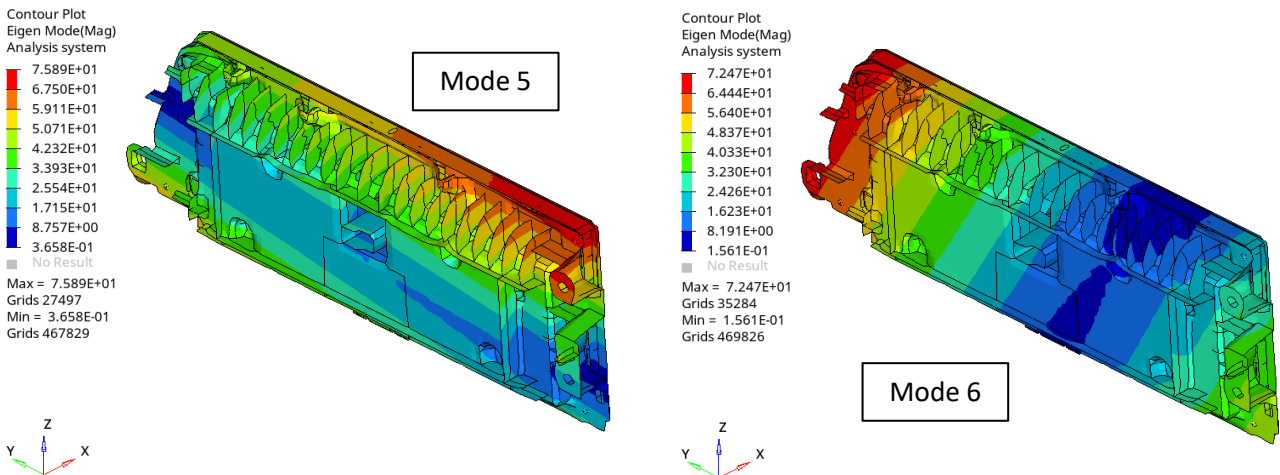 Contour Plot
Eigen Mode(Mag)
Analysis system
7.589E+01
6.750E+01
5.911E+01
5.071E+01
4.232E+01
3.393E+01
2.554E+01
1.715E+01
8.757E+00
3.658E-01
No Result
Max = 7.589E+01
Grids 27497
Min = 3.658E-01
Grids 467829
Mode 5
Z
Y
X
Contour Plot
Eigen Mode(Mag)
Analysis system
7.247E+01
6.444E+01
5.640E+01
4.837E+01
4.033E+01
3.230E+01
2.426E+01
1.623E+01
8.191E+00
1.561E-01
No Result
Max = 7.247E+01
Grids 35284
Min = 1.561E-01
Grids 469826
Mode 6
Z
Y
X